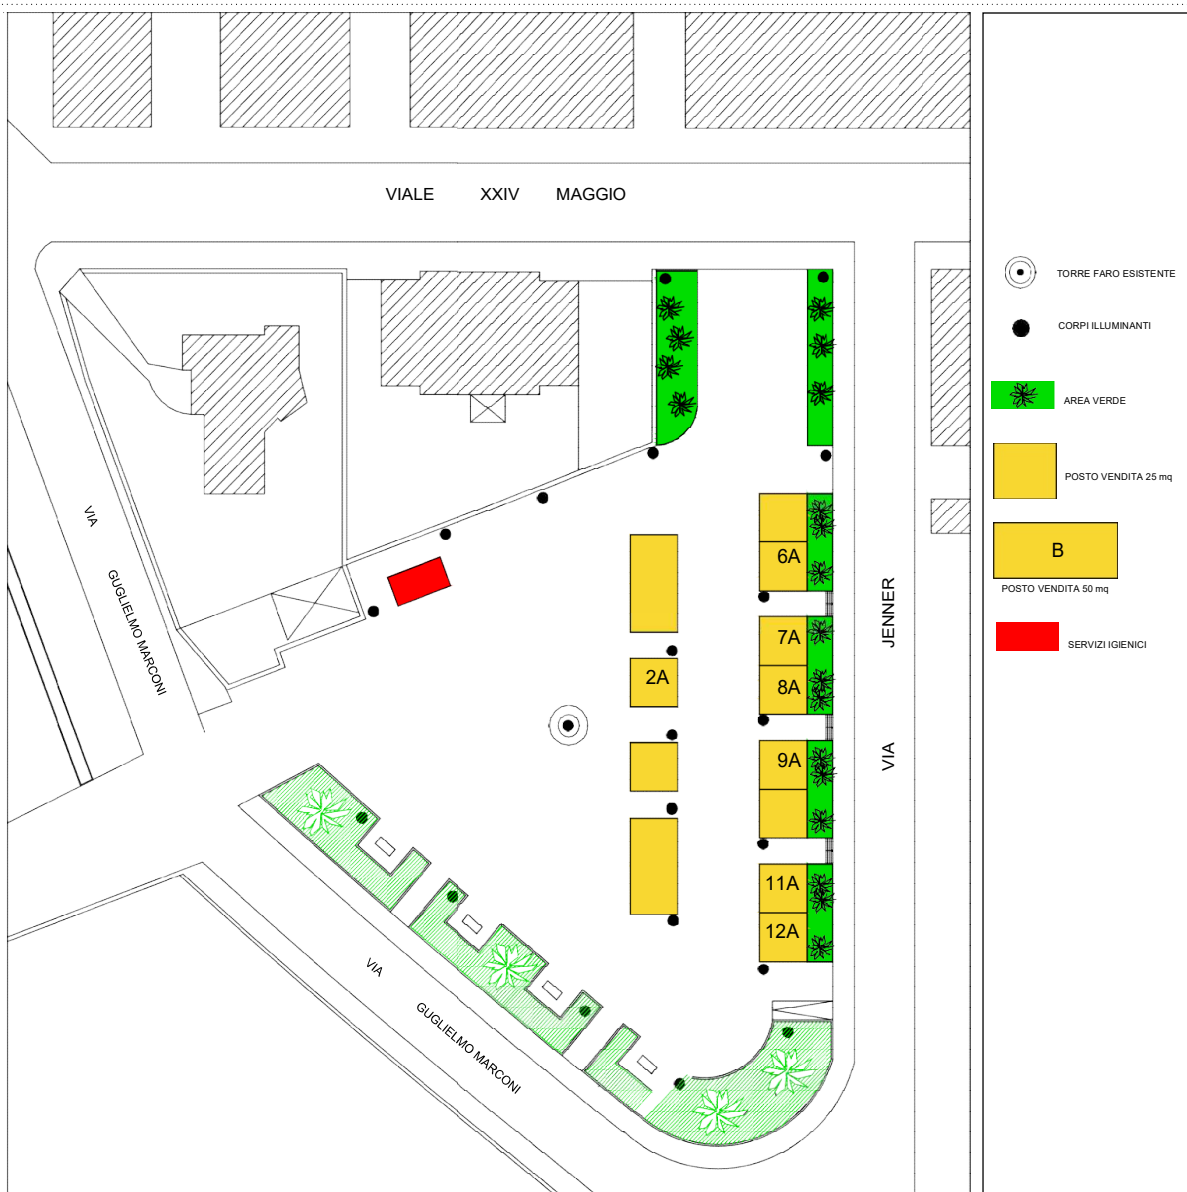 VIALE XXIV MAGGIO
TORRE FARO ESISTENTE
CORPI ILLUMINANTI
AREA VERDE
POSTO VENDITA 25 mq
B
POSTO VENDITA 50 mq
SERVIZI IGIENICI
VIA GUGLIELMO MARCONI
6A
7A
2A
8A
9A
11A
12A
VIA JENNER
VIA GUGLIELMO MARCONI